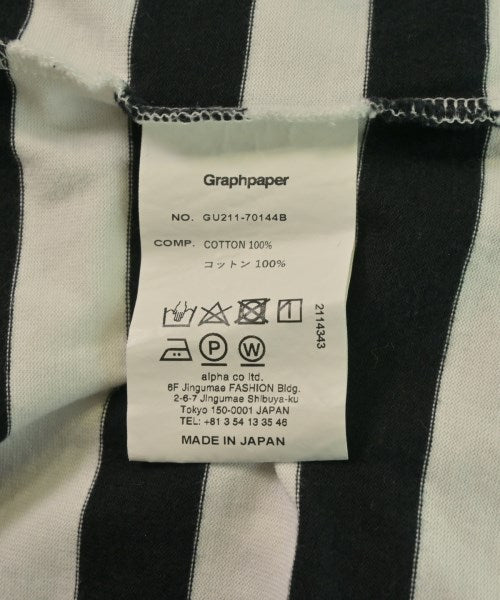 Graphpaper
NO. GU211-70144B
COMP. COTTON 100%
コットン 100%
2114343
P W
alpha co ltd.
6F Jingumae FASHION Bldg.
2-6-7 Jingumae Shibuya-ku
Tokyo 150-0001 JAPAN
TEL: +81 3 54 13 35 46
MADE IN JAPAN